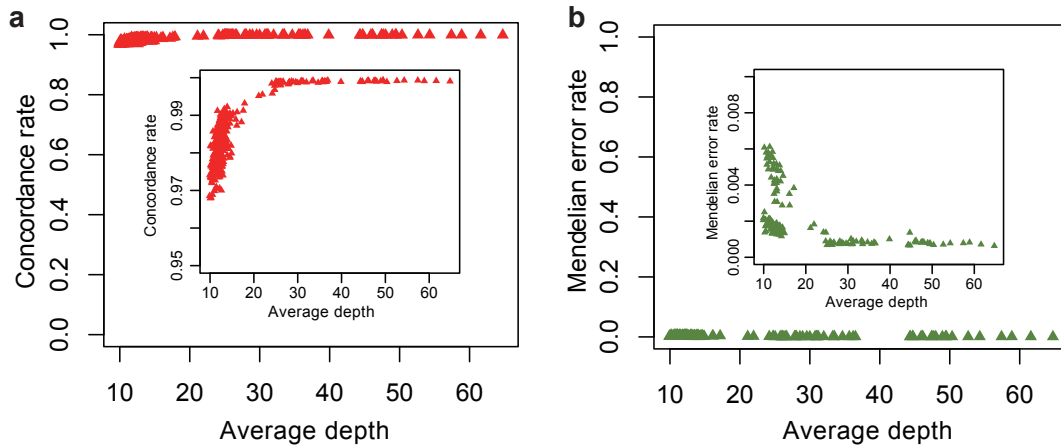 a
Concordance rate
1.0
0.8
0.6
0.4
0.2
0.0
10 20 30 40 50 60
Average depth
Concordance rate
0.99
0.97
0.95
10 20 30 40 50 60
Average depth
b
Mendelian error rate
1.0
0.8
0.6
0.4
0.2
0.0
10 20 30 40 50 60
Average depth
Mendelian error rate
0.008
0.004
0.000
10 20 30 40 50 60
Average depth